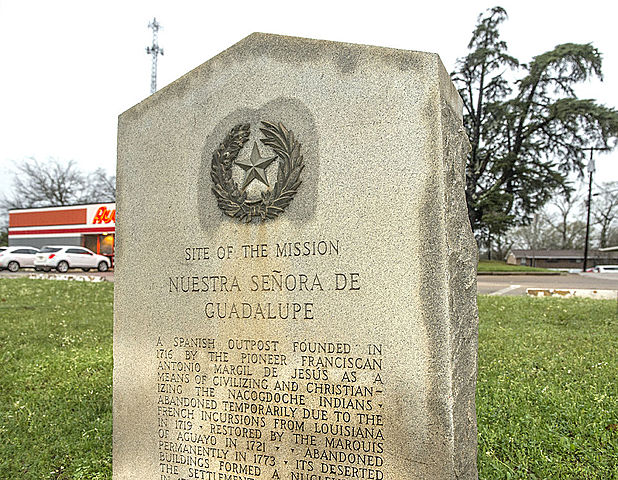 SITE OF THE MISSION
NUESTRA SEÑORA DE
GUADALUPE
A SPANISH OUTPOST FOUNDED IN
1716 BY THE PIONEER FRANCISCAN
ANTONIO MARGIL DE JESÚS AS A
MEANS OF CIVILIZING AND CHRISTIAN-
IZING THE NACOGDOCHE INDIANS ·
ABANDONED TEMPORARILY DUE TO THE
FRENCH INCURSIONS FROM LOUISIANA
IN 1719 · RESTORED BY THE MARQUIS
OF AGUAYO IN 1721 · · ABANDONED
PERMANENTLY IN 1773 · ITS DESERTED
BUILDINGS FORMED A
THE SETTLEMENT